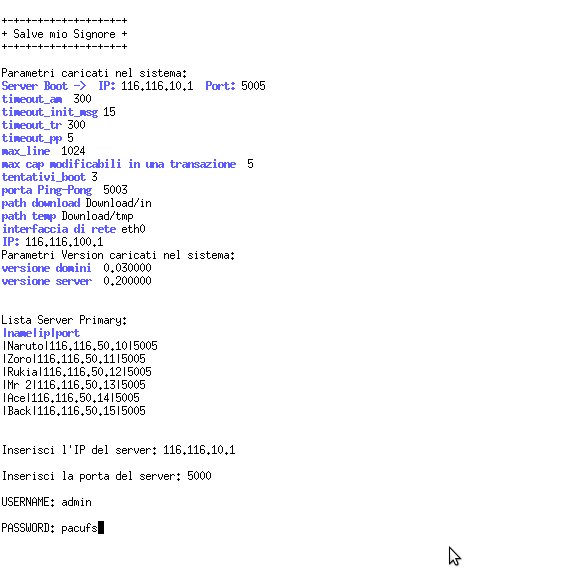 +-+-+-+-+-+-+-+-+-+
+ Salve mio Signore +
+-+-+-+-+-+-+-+-+-+
Parametri caricati nel sistema:
Server Boot -> IP: 116.116.10.1 Port: 5005
timeout_am 300
timeout_init_msg 15
timeout_tr 300
timeout_pp 5
max_line 1024
max cap modificabili in una transazione 5
tentativi_boot 3
porta Ping-Pong 5003
path download Download/in
path temp Download/tmp
interfaccia di rete eth0
IP: 116.116.100.1
Parametri Version caricati nel sistema:
versione domini 0.030000
versione server 0.200000
Lista Server Primary:
|name|ip|port
|Naruto|116.116.50.10|5005
|Zoro|116.116.50.11|5005
|Rukia|116.116.50.12|5005
|Mr 2|116.116.50.13|5005
|Ace|116.116.50.14|5005
|Back|116.116.50.15|5005
Inserisci l'IP del server: 116.116.10.1
Inserisci la porta del server: 5000
USERNAME: admin
PASSWORD: pacufs